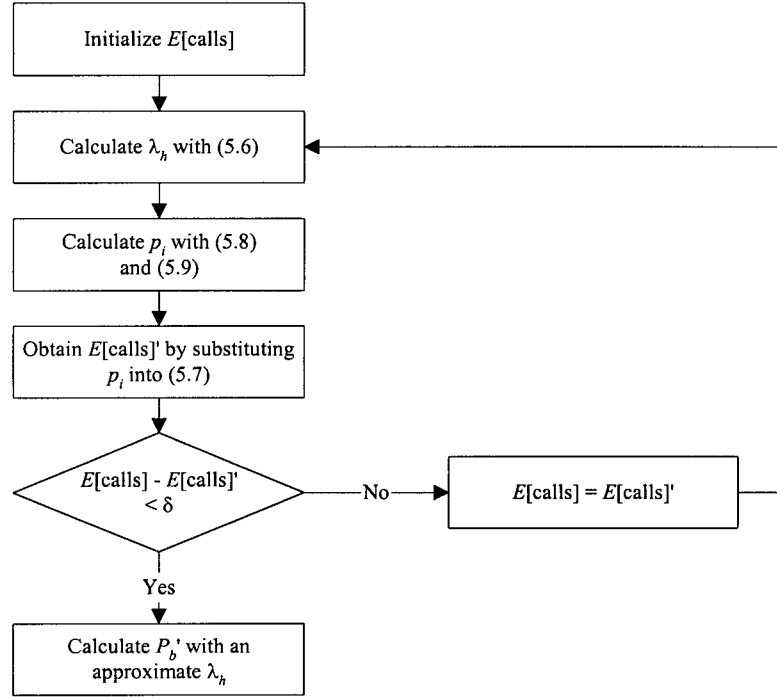 Initialize E[calls]
Calculate λ_h with (5.6)
Calculate p_i with (5.8)
and (5.9)
Obtain E[calls]' by substituting
p_i into (5.7)
E[calls] - E[calls]'
< δ
No
E[calls] = E[calls]'
Yes
Calculate P_b' with an
approximate λ_h